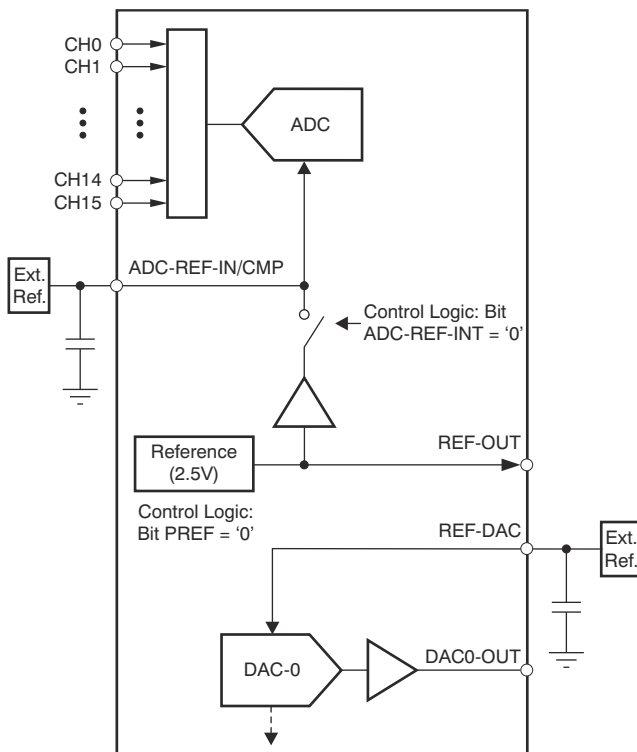 CH0
CH1
ADC
CH14
CH15
ADC-REF-IN/CMP
Ext.
Ref.
Control Logic: Bit
ADC-REF-INT = ‘0’
Reference
(2.5V)
REF-OUT
Control Logic:
Bit PREF = ‘0’
REF-DAC
Ext.
Ref.
DAC-0
DAC0-OUT